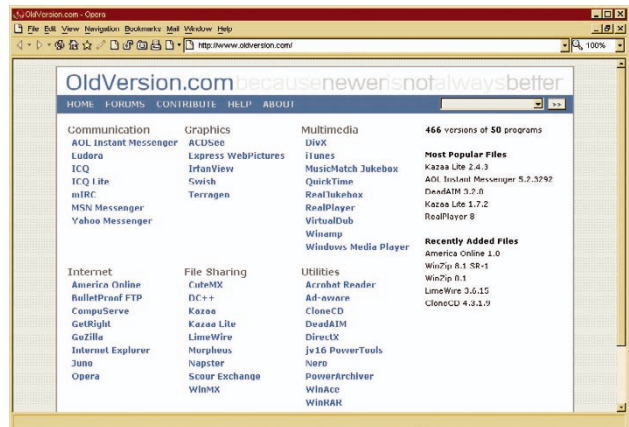 OldVersion.com - Opera
File Edit View Navigation Bookmarks Mail Window Help
http://www.oldversion.com/
100%
OldVersion.com becausenewerisnotalwaysbetter
HOME FORUMS CONTRIBUTE HELP ABOUT
>>
Communication
AOL Instant Messenger
Eudora
ICQ
ICQ Lite
mIRC
MSN Messenger
Yahoo Messenger
Graphics
ACDSee
Express WebPictures
IrfanView
Swish
Terragen
Multimedia
DivX
iTunes
MusicMatch Jukebox
QuickTime
RealJukebox
RealPlayer
VirtualDub
Winamp
Windows Media Player
466 versions of 50 programs
Most Popular Files
Kazaa Lite 2.4.3
AOL Instant Messenger 5.2.3292
DeadAIM 3.2.0
Kazaa Lite 1.7.2
RealPlayer 8
Recently Added Files
America Online 1.0
WinZip 8.1 SR-1
WinZip 8.1
LimeWire 3.6.15
CloneCD 4.3.1.9
Internet
America Online
BulletProof FTP
CompuServe
GetRight
GoZilla
Internet Explorer
Juno
Opera
File Sharing
CuteMX
DC++
Kazaa
Kazaa Lite
LimeWire
Morpheus
Napster
Scour Exchange
WinMX
Utilities
Acrobat Reader
Ad-aware
CloneCD
DeadAIM
DirectX
jv16 PowerTools
Nero
PowerArchiver
WinAce
WinRAR